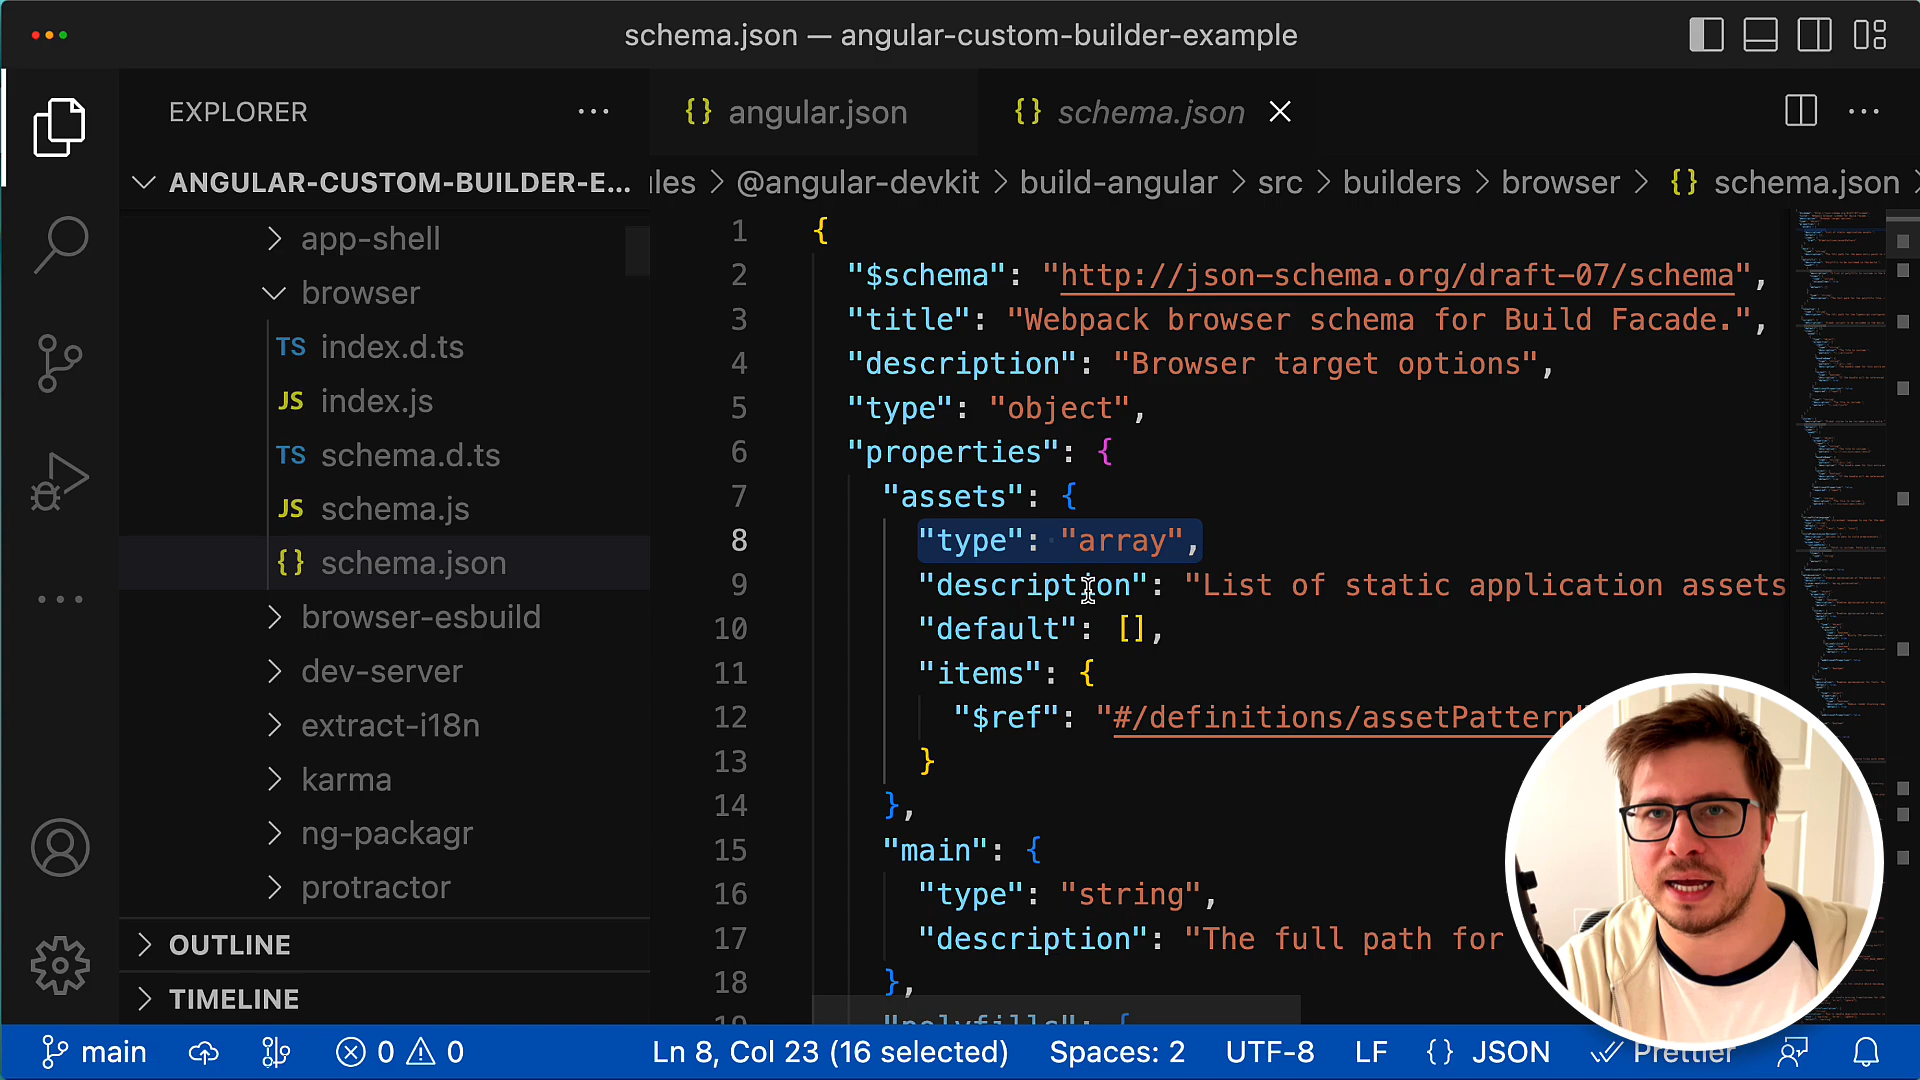 schema.json — angular-custom-builder-example
EXPLORER
ANGULAR-CUSTOM-BUILDER-E...
app-shell
browser
TS index.d.ts
JS index.js
TS schema.d.ts
JS schema.js
{} schema.json
browser-esbuild
dev-server
extract-i18n
karma
ng-packagr
protractor
OUTLINE
TIMELINE
{} angular.json
{} schema.json
@angular-devkit > build-angular > src > builders > browser > {} schema.json
1 {
2 "$schema": "http://json-schema.org/draft-07/schema",
3 "title": "Webpack browser schema for Build Facade.",
4 "description": "Browser target options",
5 "type": "object",
6 "properties": {
7 "assets": {
8 "type": "array",
9 "description": "List of static application assets
10 "default": [],
11 "items": {
12 "$ref": "#/definitions/assetPattern"
13 }
14 },
15 "main": {
16 "type": "string",
17 "description": "The full path for
18 },
19 "polyfills": {
main
0 0
Ln 8, Col 23 (16 selected)
Spaces: 2
UTF-8
LF
{} JSON
Prettier